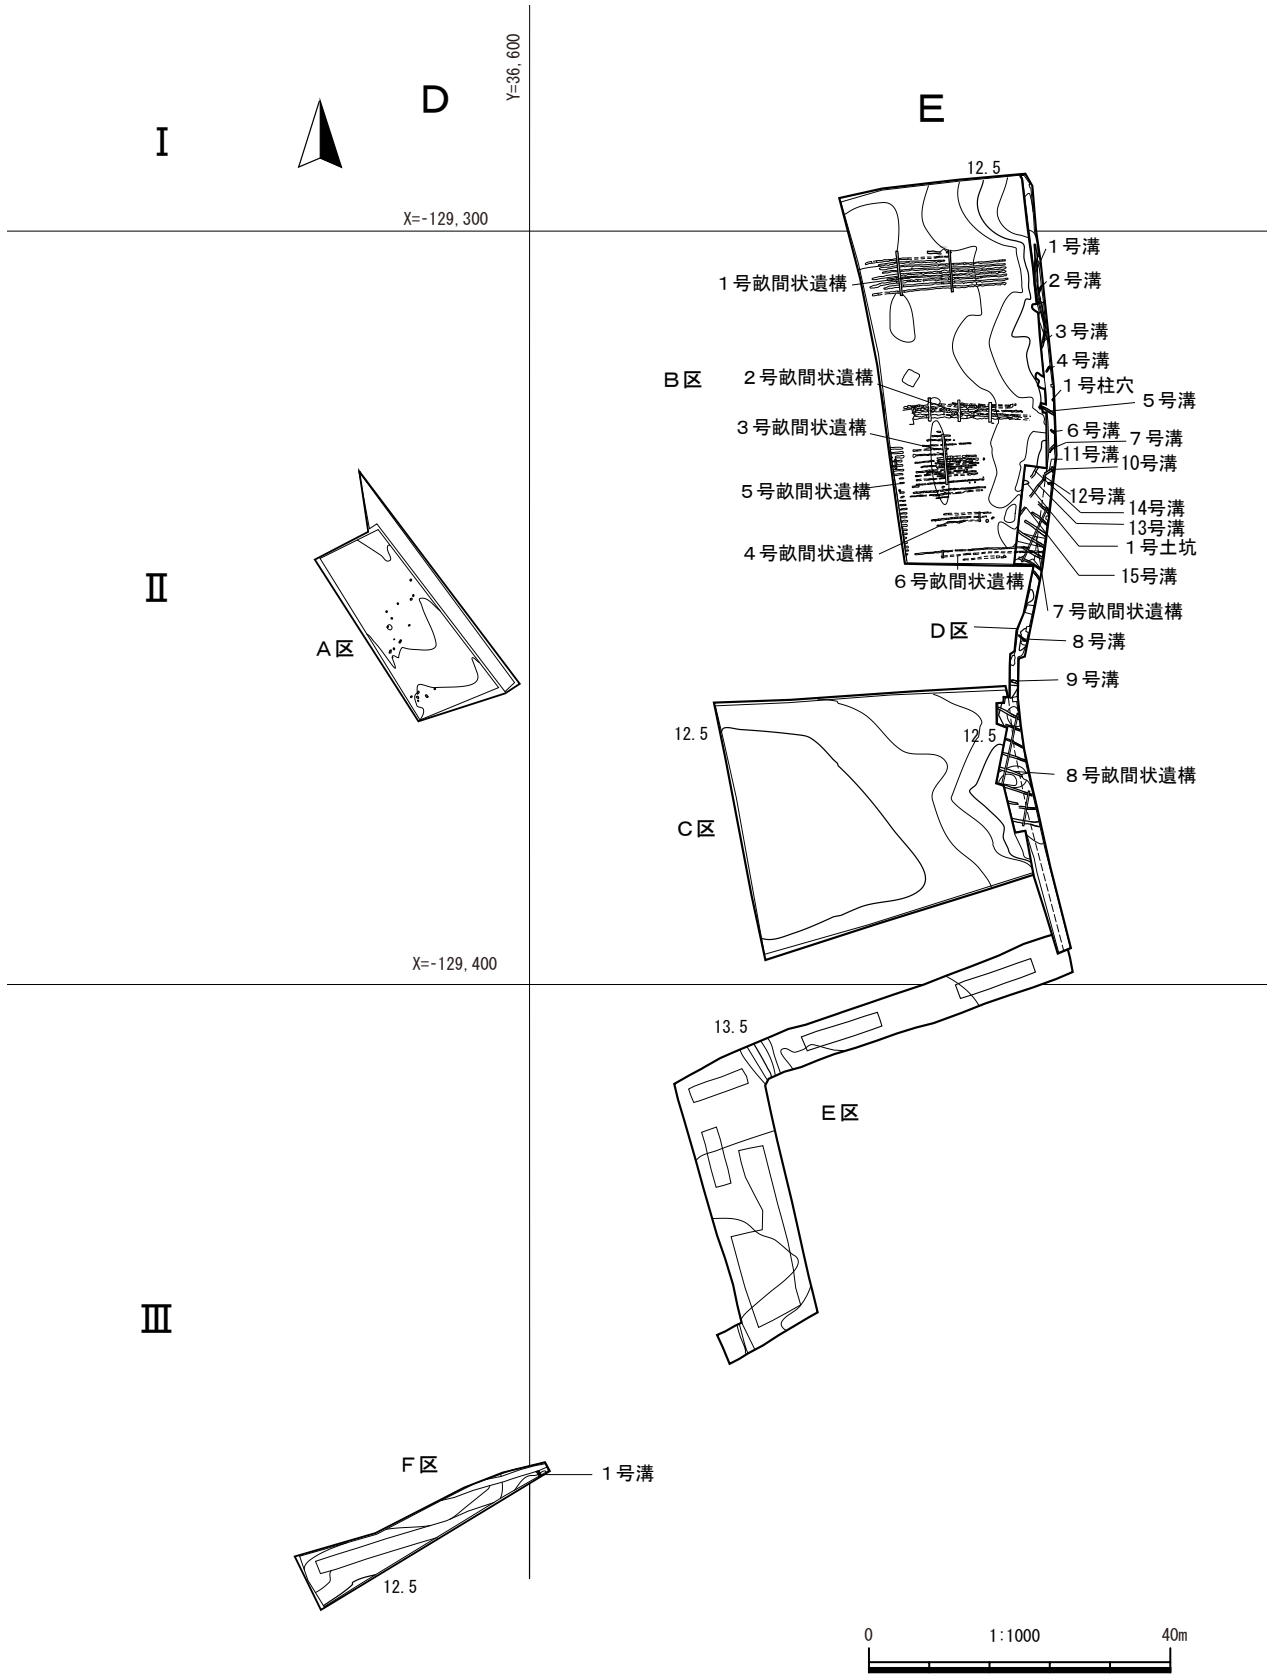 Y=36,600
D
E
Ⅰ
12.5
X=-129,300
1号溝
1号畝間状遺構
2号溝
3号溝
4号溝
B区
2号畝間状遺構
1号柱穴
5号溝
3号畝間状遺構
6号溝
7号溝
11号溝
10号溝
5号畝間状遺構
12号溝
14号溝
13号溝
4号畝間状遺構
1号土坑
6号畝間状遺構
15号溝
Ⅱ
7号畝間状遺構
D区
8号溝
A区
9号溝
12.5
12.5
8号畝間状遺構
C区
X=-129,400
13.5
E区
Ⅲ
F区
1号溝
12.5
0
1:1000
40m